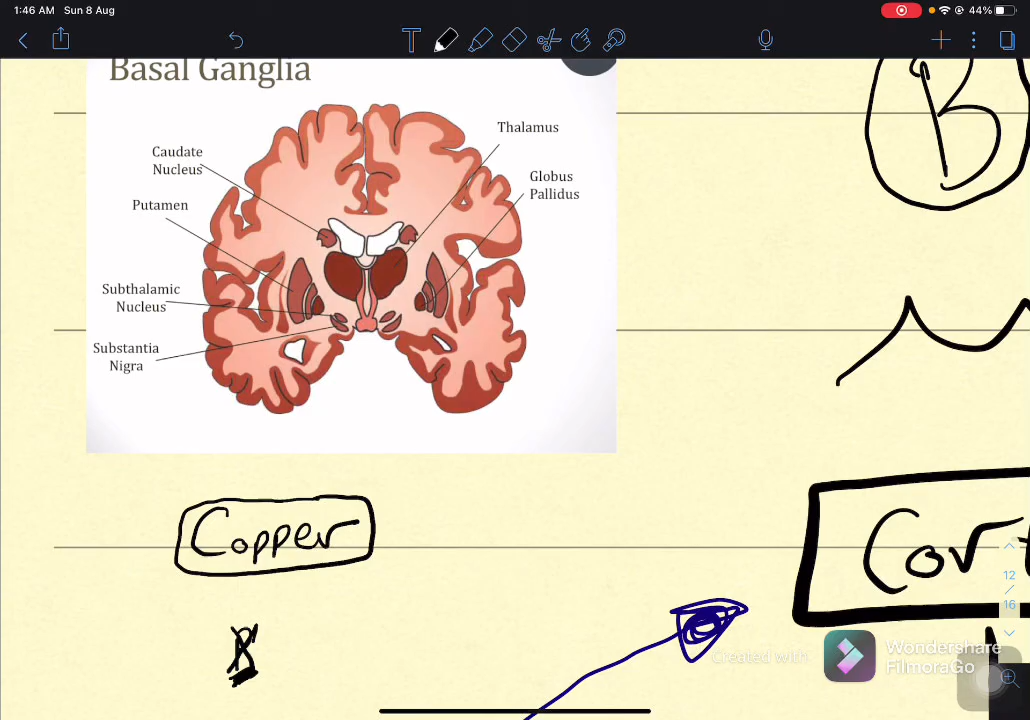 1:46 AM Sun 8 Aug
44%
T
Basal Ganglia
Caudate
Nucleus
Putamen
Subthalamic
Nucleus
Substantia
Nigra
Thalamus
Globus
Pallidus
B
Copper
B
Cor
12
/
16
Created with
Wondershare
FilmoraGo